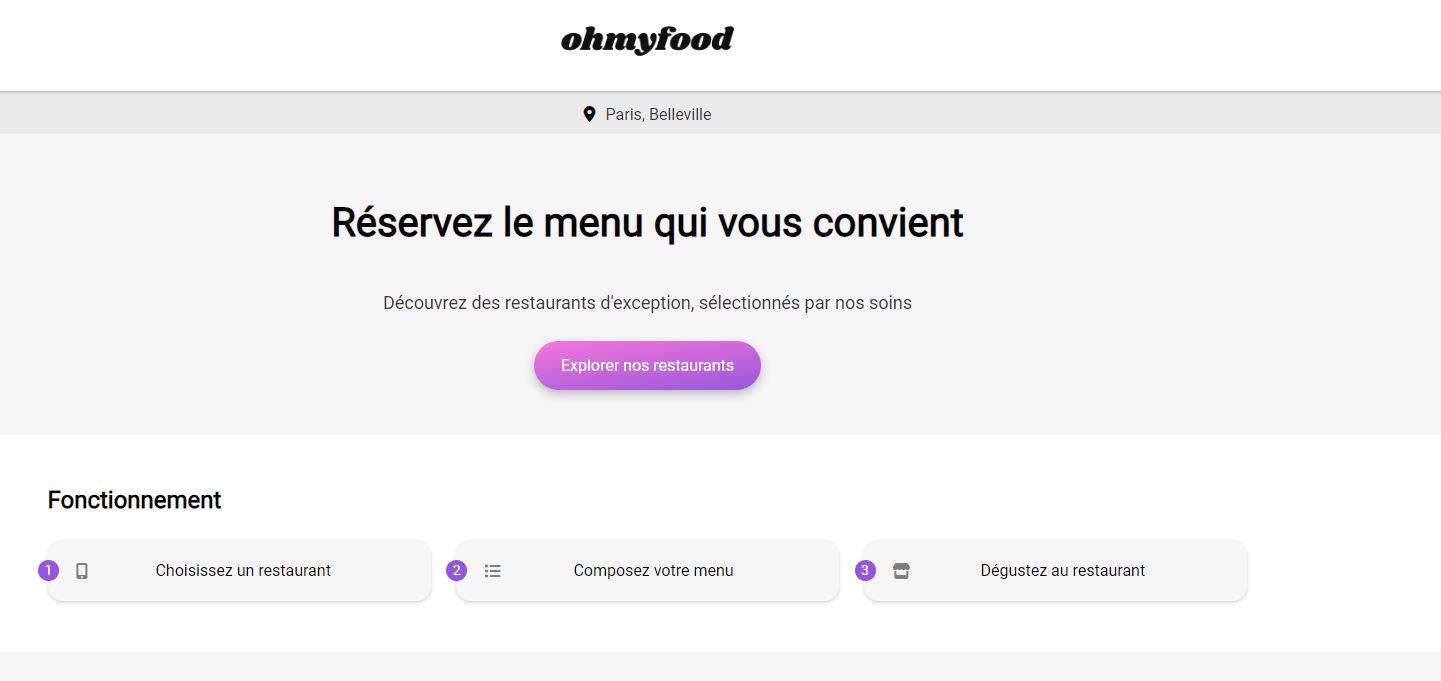 ohmyfood
Paris, Belleville
Réservez le menu qui vous convient
Découvrez des restaurants d'exception, sélectionnés par nos soins
Explorer nos restaurants
Fonctionnement
1 Choisissez un restaurant
2 Composez votre menu
3 Dégustez au restaurant